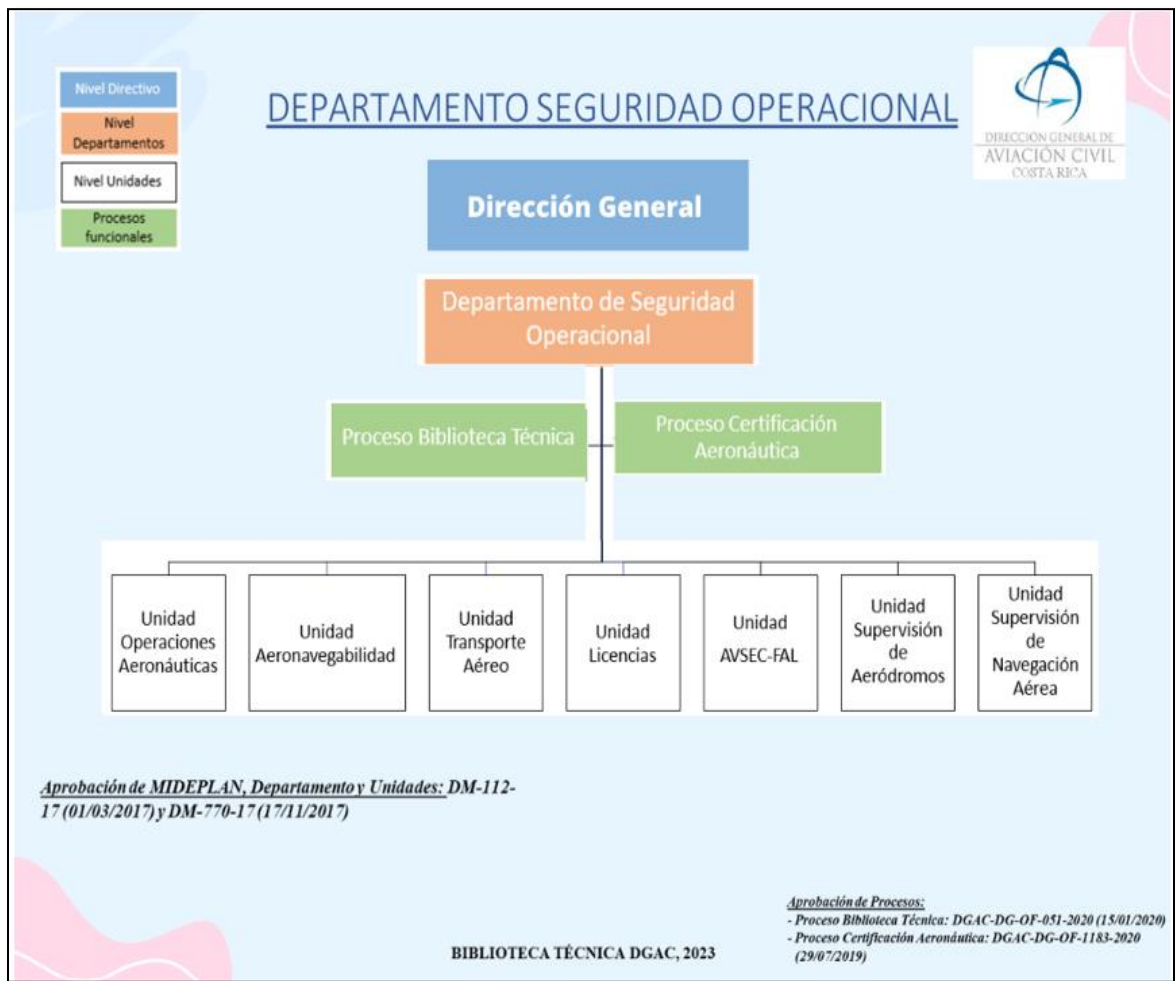 Nivel Directivo
Nivel
Departamentos
Nivel Unidades
Procesos
funcionales
DEPARTAMENTO SEGURIDAD OPERACIONAL
DIRECCIÓN GENERAL DE
AVIACIÓN CIVIL
COSTA RICA
Dirección General
Departamento de Seguridad
Operacional
Proceso Biblioteca Técnica
Proceso Certificación
Aeronáutica
Unidad
Operaciones
Aeronáuticas
Unidad
Aeronavegabilidad
Unidad
Transporte
Aéreo
Unidad
Licencias
Unidad
AVSEC-FAL
Unidad
Supervisión
de
Aeródromos
Unidad
Supervisión
de
Navegación
Aérea
Aprobación de MIDEPLAN, Departamento y Unidades: DM-112-
17 (01/03/2017) y DM-770-17 (17/11/2017)
Aprobación de Procesos:
- Proceso Biblioteca Técnica: DGAC-DG-OF-051-2020 (15/01/2020)
- Proceso Certificación Aeronáutica: DGAC-DG-OF-1183-2020
(29/07/2019)
BIBLIOTECA TÉCNICA DGAC, 2023